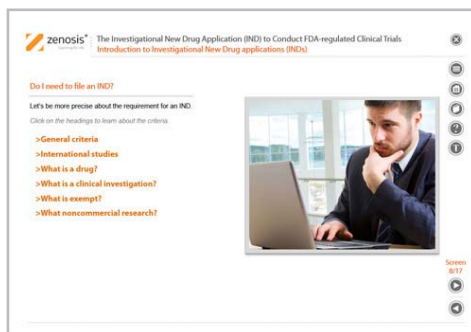 zenosis
The Investigational New Drug Application (IND) to Conduct FDA-regulated Clinical Trials
Introduction to Investigational New Drug applications (INDs)
Do I need to file an IND?
Let's be more precise about the requirement for an IND.
Click on the headings to learn about the criteria.
>General criteria
>International studies
>What is a drug?
>What is a clinical investigation?
>What is exempt?
>What noncommercial research?
Screen
8/17